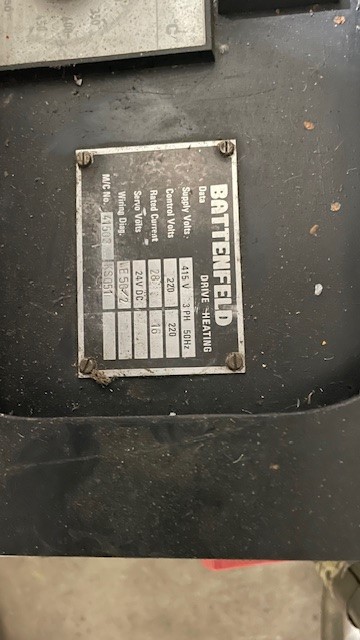 BATTENFELD
DRIVE HEATING
Data
Supply Volts 415 V 3 PH 50Hz
Control Volts 220 220
Rated Current 28 16
Servo Volts 24V DC
Wiring Diag.
M/C No.
C